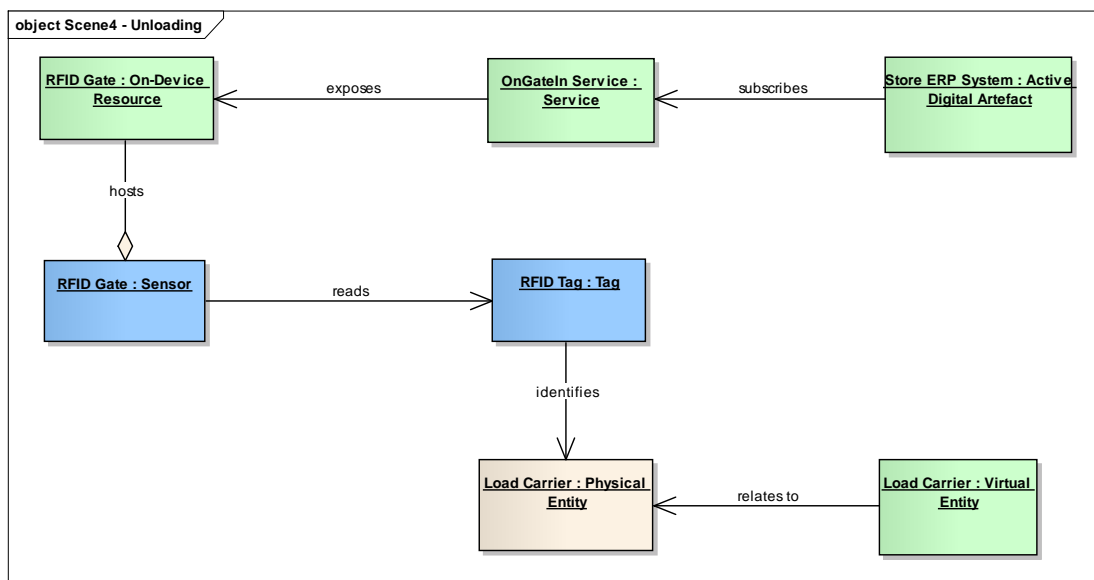 object Scene4 - Unloading
RFID Gate : On-Device
Resource
exposes
OnGateIn Service :
Service
subscribes
Store ERP System : Active
Digital Artefact
hosts
RFID Gate : Sensor
reads
RFID Tag : Tag
identifies
Load Carrier : Physical
Entity
relates to
Load Carrier : Virtual
Entity